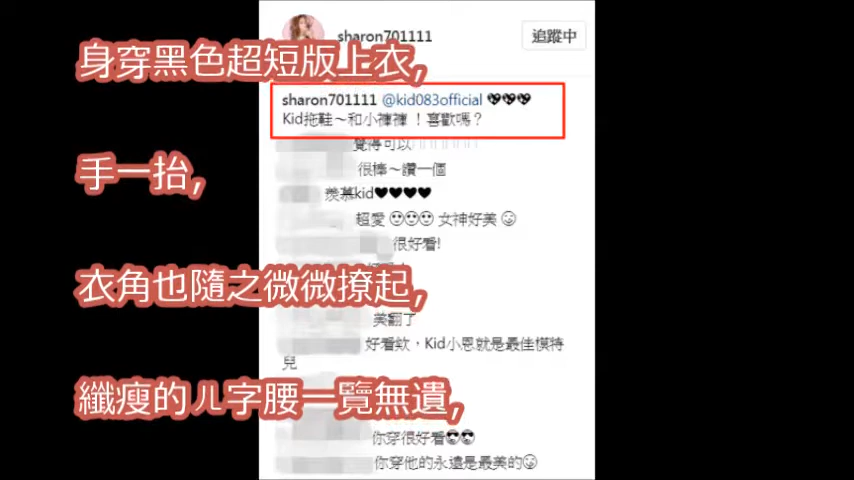 sharon701111
追蹤中
身穿黑色超短版上衣,
sharon701111 @kid083official 💖💖💖
Kid拖鞋～和小褲褲 ！喜歡嗎？
覺得可以
手一抬,
很棒～讚一個
羨慕kid❤❤❤❤
超愛 😍😍😍 女神好美 😘
很好看!
衣角也隨之微微撩起,
美翻了
好看欸，Kid小恩就是最佳模特
兒
纖瘦的ㄦ字腰一覽無遺,
你穿很好看😎😎
你穿他的永遠是最美的😘